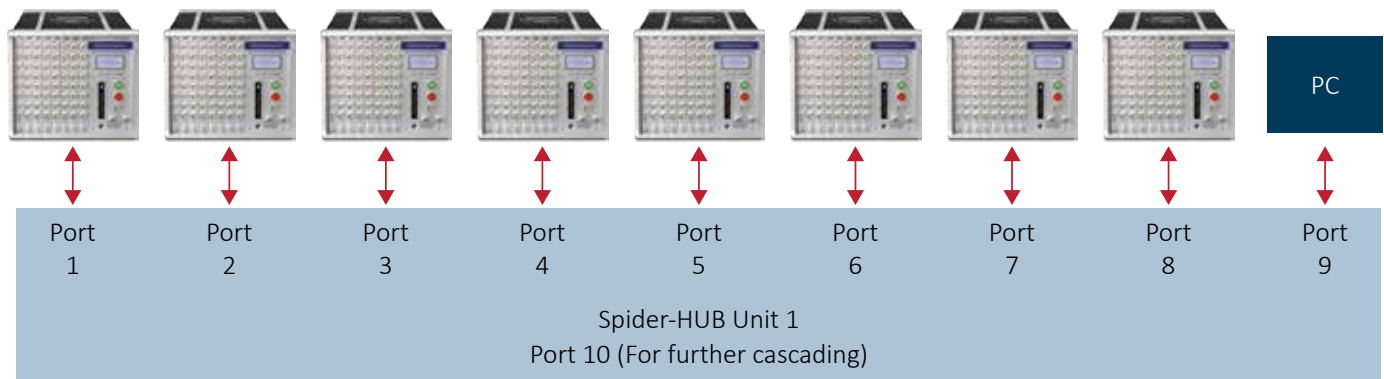 PC
Port Port Port Port Port Port Port Port Port
1 2 3 4 5 6 7 8 9
Spider-HUB Unit 1
Port 10 (For further cascading)